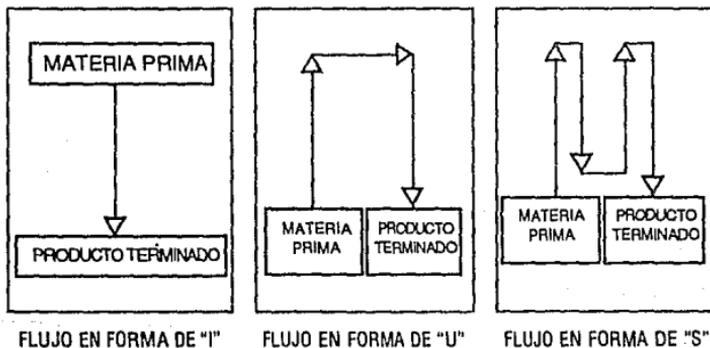 MATERIA PRIMA
PRODUCTO TERMINADO
FLUJO EN FORMA DE "I"
MATERIA
PRIMA
PRODUCTO
TERMINADO
FLUJO EN FORMA DE "U"
MATERIA
PRIMA
PRODUCTO
TERMINADO
FLUJO EN FORMA DE "S"